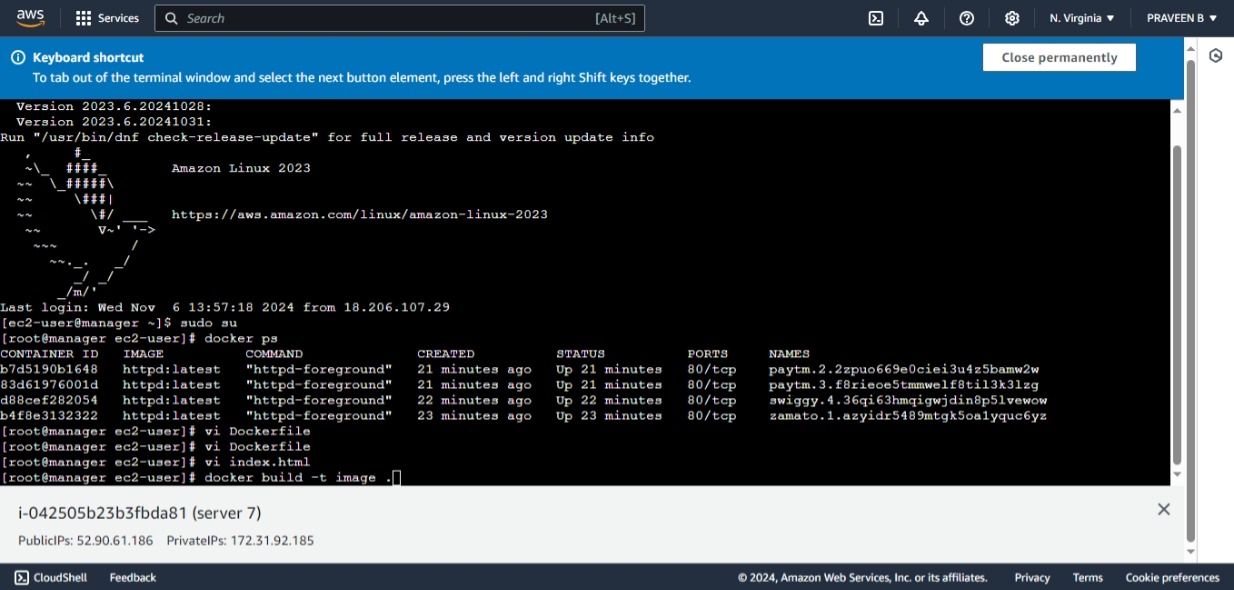 aws Services Search [Alt+S] N. Virginia ▼ PRAVEEN B ▼
Keyboard shortcut
To tab out of the terminal window and select the next button element, press the left and right Shift keys together.
Close permanently
Version 2023.6.20241028:
Version 2023.6.20241031:
Run "/usr/bin/dnf check-release-update" for full release and version update info
   ,     #_
   ~\_  ####_        Amazon Linux 2023
  ~~  \_#####\
  ~~     \###|
  ~~       \#/ ___   https://aws.amazon.com/linux/amazon-linux-2023
   ~~       V~' '->
    ~~~         /
      ~~._.   _/
         _/ _/
       _/m/'
Last login: Wed Nov  6 13:57:18 2024 from 18.206.107.29
[ec2-user@manager ~]$ sudo su
[root@manager ec2-user]# docker ps
CONTAINER ID   IMAGE          COMMAND              CREATED          STATUS          PORTS     NAMES
b7d5190b1648   httpd:latest   "httpd-foreground"   21 minutes ago   Up 21 minutes   80/tcp    paytm.2.2zpuo669e0ciei3u4z5bamw2w
83d61976001d   httpd:latest   "httpd-foreground"   21 minutes ago   Up 21 minutes   80/tcp    paytm.3.f8rieoe5tmmwelf8til3k3lzg
d88cef282054   httpd:latest   "httpd-foreground"   22 minutes ago   Up 22 minutes   80/tcp    swiggy.4.36qi63hmqigwjdin8p5lvewow
b4f8e3132322   httpd:latest   "httpd-foreground"   23 minutes ago   Up 23 minutes   80/tcp    zamato.1.azyidr5489mtgk5oa1yquc6yz
[root@manager ec2-user]# vi Dockerfile
[root@manager ec2-user]# vi Dockerfile
[root@manager ec2-user]# vi index.html
[root@manager ec2-user]# docker build -t image .
i-042505b23b3fbda81 (server 7)
PublicIPs: 52.90.61.186 PrivateIPs: 172.31.92.185
CloudShell Feedback © 2024, Amazon Web Services, Inc. or its affiliates. Privacy Terms Cookie preferences